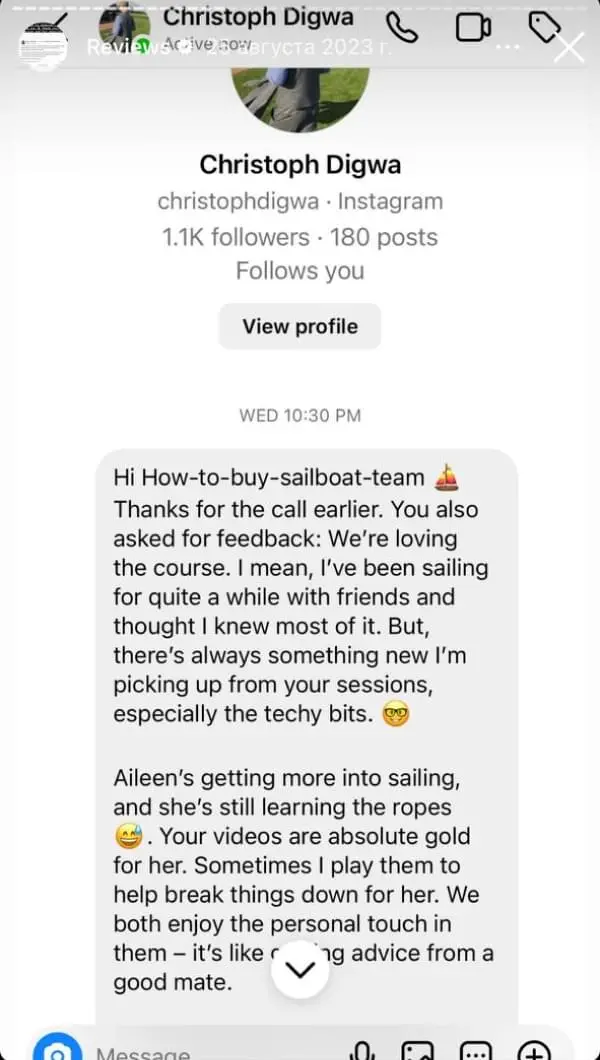 Christoph Digwa
Active now
Reviews 25 августа 2023 г.
Christoph Digwa
christophdigwa · Instagram
1.1K followers · 180 posts
Follows you
View profile
WED 10:30 PM
Hi How-to-buy-sailboat-team ⛵
Thanks for the call earlier. You also
asked for feedback: We’re loving
the course. I mean, I’ve been sailing
for quite a while with friends and
thought I knew most of it. But,
there’s always something new I’m
picking up from your sessions,
especially the techy bits. 🤓
Aileen’s getting more into sailing,
and she’s still learning the ropes
😅. Your videos are absolute gold
for her. Sometimes I play them to
help break things down for her. We
both enjoy the personal touch in
them – it’s like advice from a
good mate.
Message